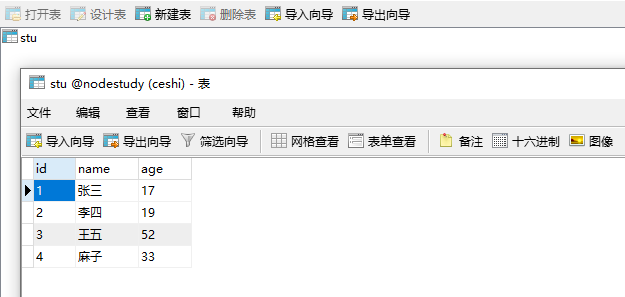 打开表 设计表 新建表 删除表 导入向导 导出向导
stu
stu @nodestudy (ceshi) - 表
文件 编辑 查看 窗口 帮助
导入向导 导出向导 筛选向导 网格查看 表单查看 备注 十六进制 图像
id name age
1 张三 17
2 李四 19
3 王五 52
4 麻子 33